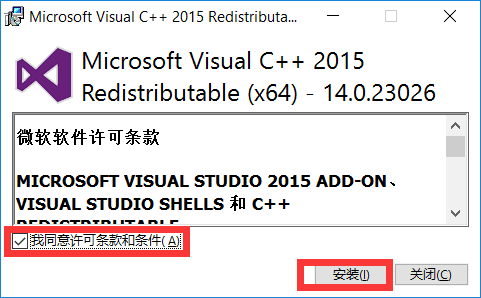 Microsoft Visual C++ 2015 Redistributa...
Microsoft Visual C++ 2015
Redistributable (x64) - 14.0.23026
微软软件许可条款
MICROSOFT VISUAL STUDIO 2015 ADD-ON、
VISUAL STUDIO SHELLS 和 C++
REDISTRIBUTABLE
我同意许可条款和条件(A)
安装(I)
关闭(C)